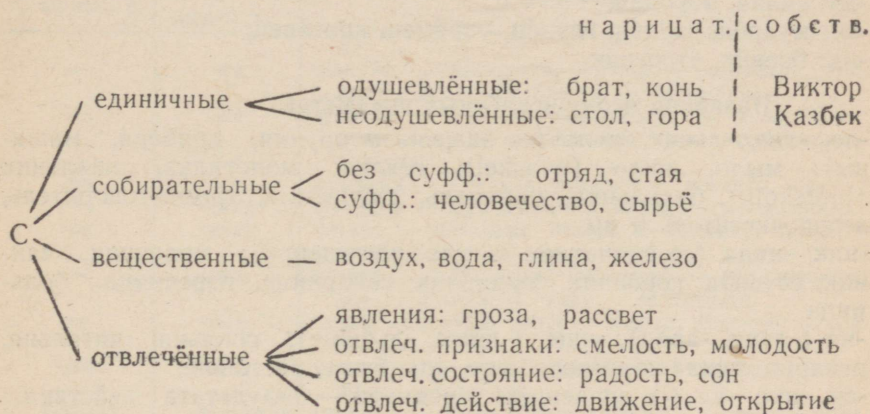 нарицат. собств.
единичные
одушевлённые: брат, конь Виктор
неодушевлённые: стол, гора Казбек
собирательные
без суфф.: отряд, стая
суфф.: человечество, сырьё
С
вещественные — воздух, вода, глина, железо
отвлечённые
явления: гроза, рассвет
отвлеч. признаки: смелость, молодость
отвлеч. состояние: радость, сон
отвлеч. действие: движение, открытие